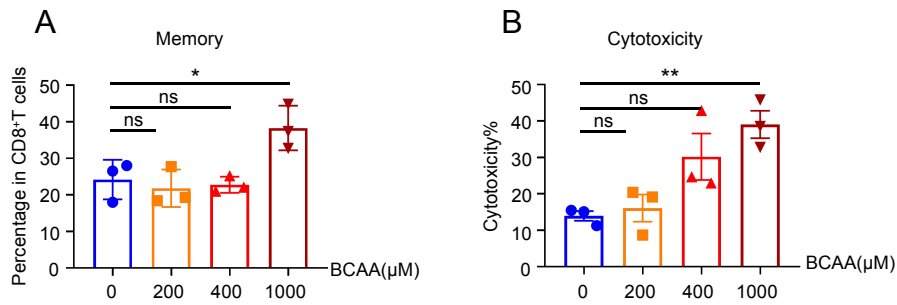 A
Memory
Percentage in CD8⁺T cells
50
40
30
20
10
0
*
ns
ns
0 200 400 1000
BCAA(μM)
B
Cytotoxicity
Cytotoxicity%
50
40
30
20
10
0
**
ns
ns
0 200 400 1000
BCAA(μM)